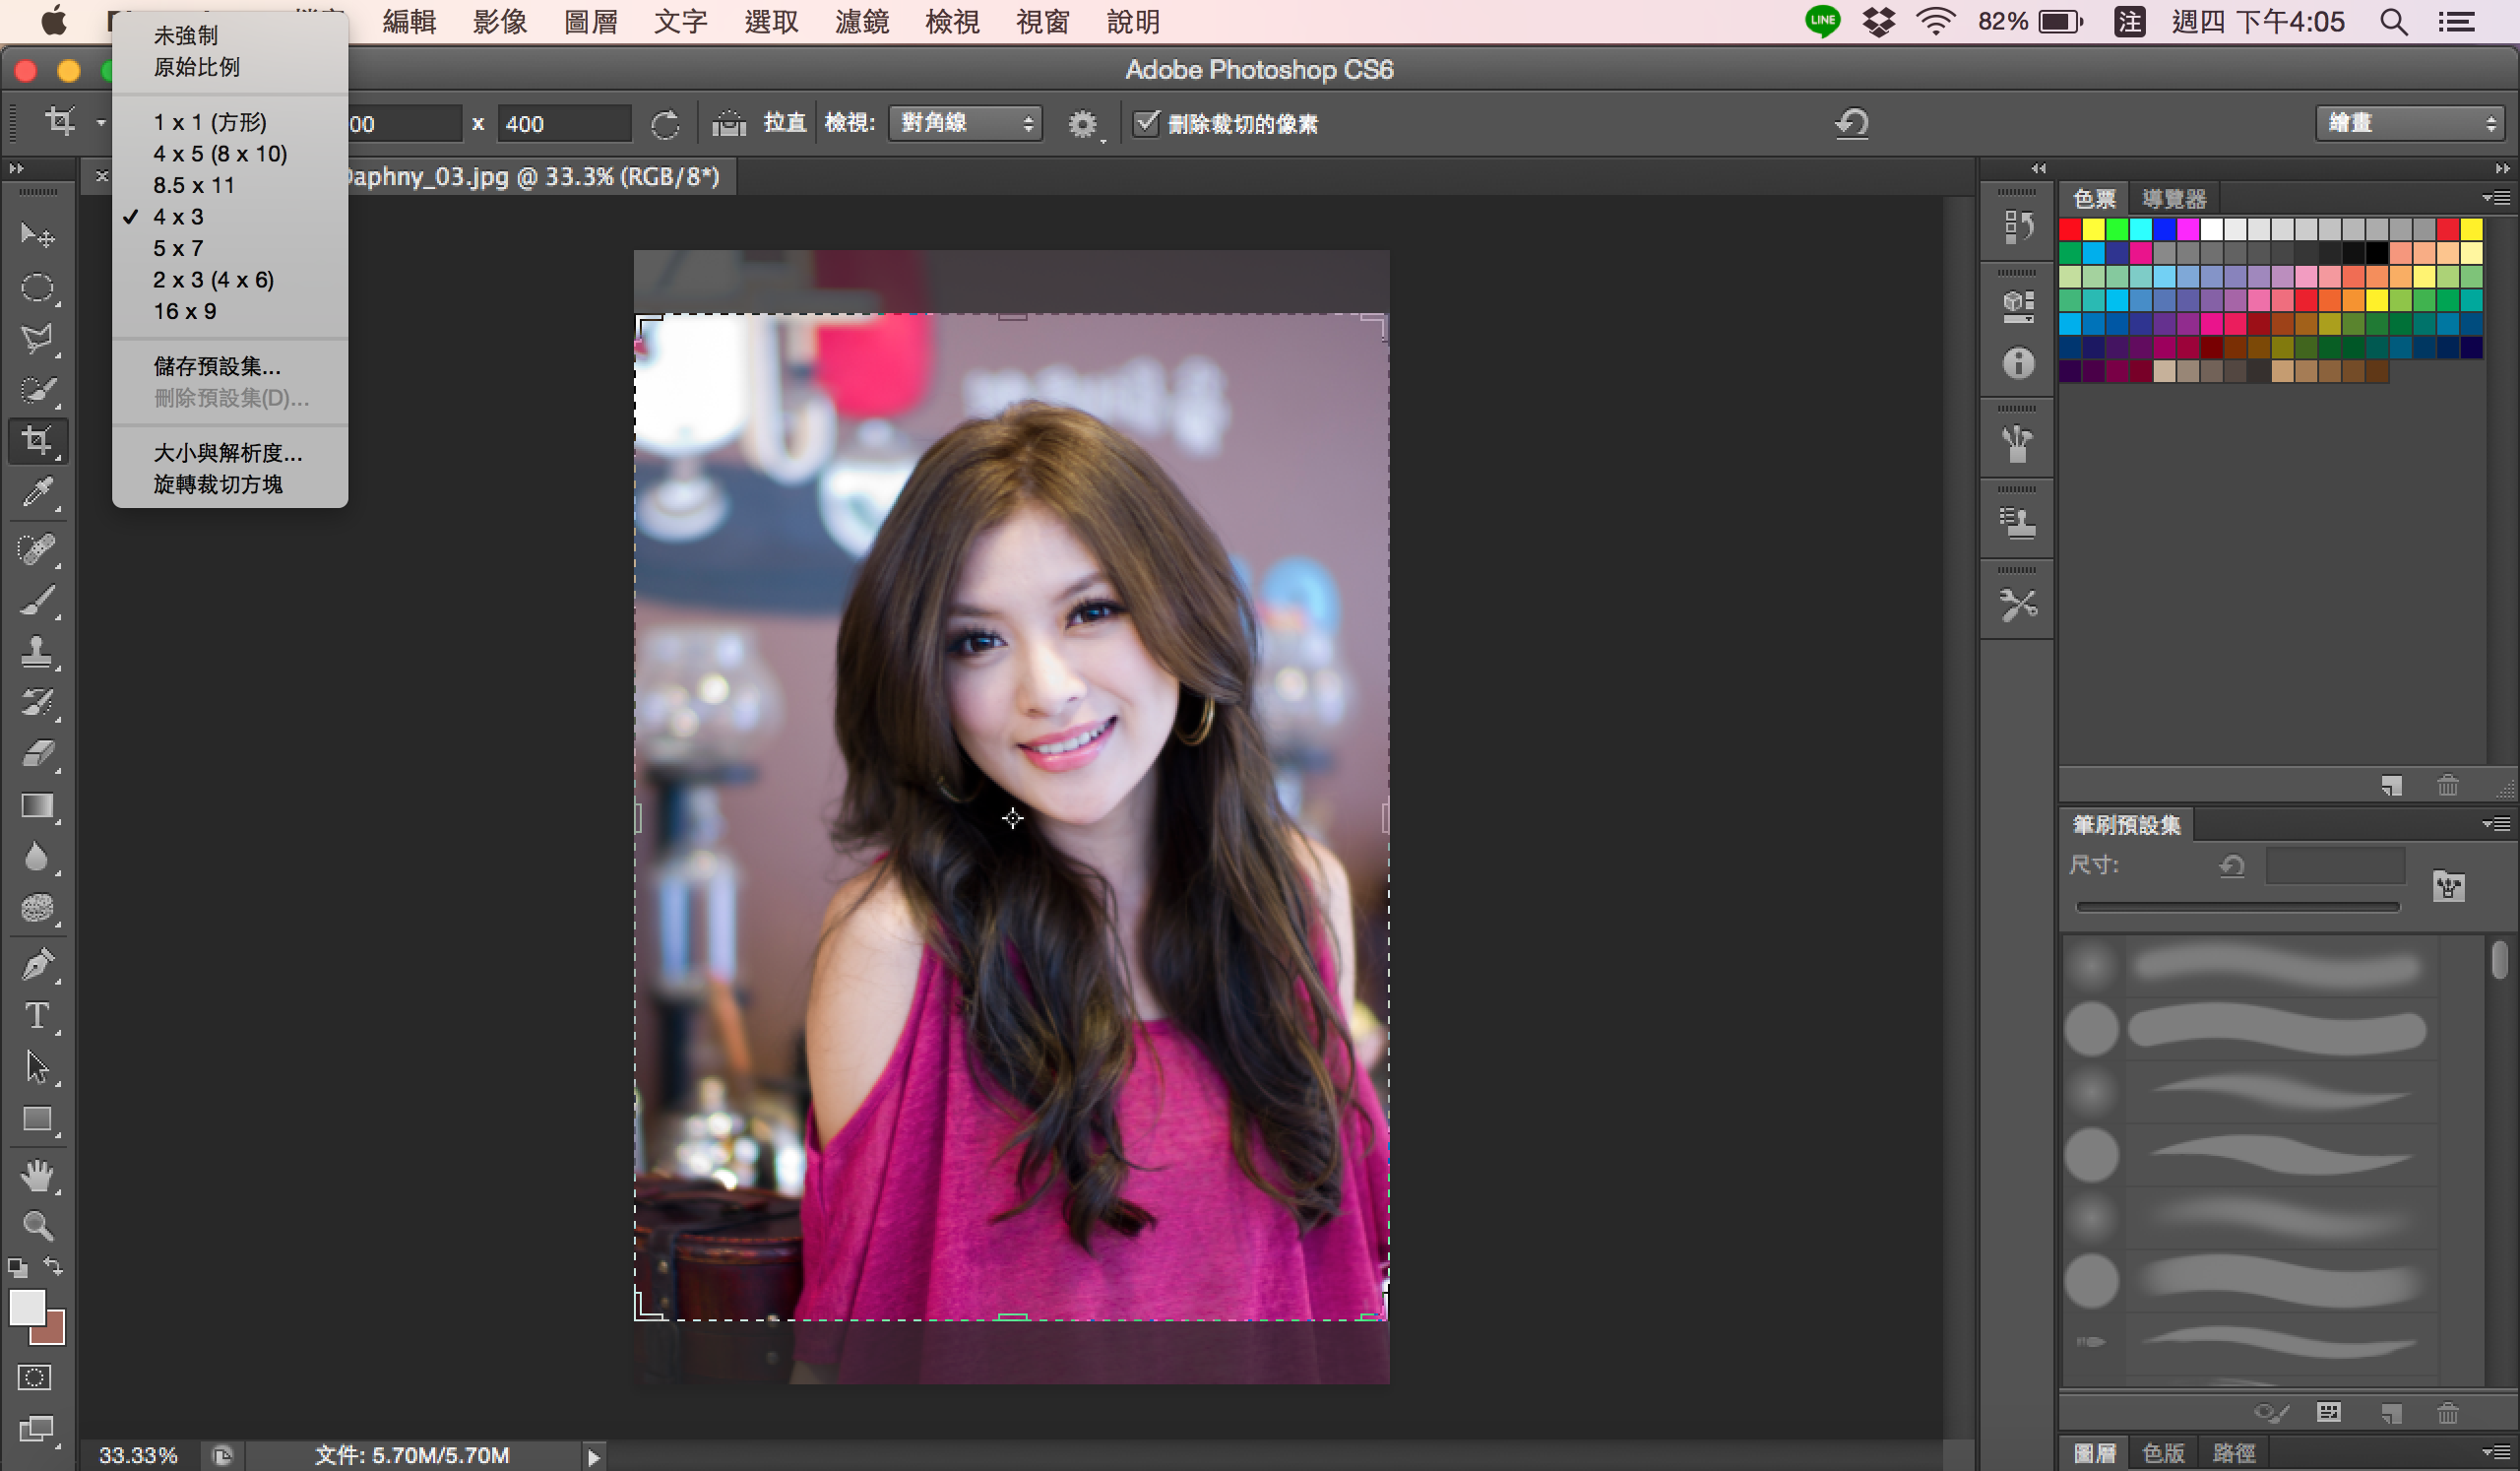 編輯 影像 圖層 文字 選取 濾鏡 檢視 視窗 說明
LINE 82% 注 週四 下午4:05
Adobe Photoshop CS6
未強制
原始比例
1 x 1 (方形)
4 x 5 (8 x 10)
8.5 x 11
4 x 3
5 x 7
2 x 3 (4 x 6)
16 x 9
儲存預設集...
刪除預設集(D)...
大小與解析度...
旋轉裁切方塊
00 x 400 拉直 檢視: 對角線 刪除裁切的像素 繪畫
aphny_03.jpg @ 33.3% (RGB/8*)
色票 導覽器
筆刷預設集
尺寸:
33.33% 文件: 5.70M/5.70M
圖層 色版 路徑